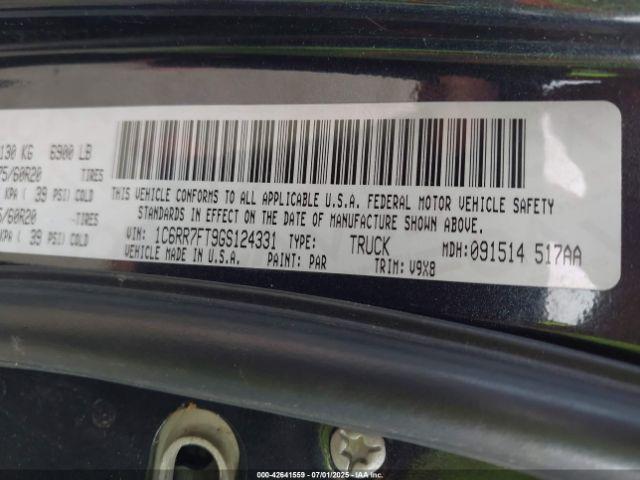 130 KG 6900 LB
75/60R20 TIRES
KPA ( 39 PSI) COLD
5/60R20 -TIRES
KPA ( 39 PSI) COLD
THIS VEHICLE CONFORMS TO ALL APPLICABLE U.S.A. FEDERAL MOTOR VEHICLE SAFETY
STANDARDS IN EFFECT ON THE DATE OF MANUFACTURE SHOWN ABOVE.
VIN: 1C6RR7FT9GS124331 TYPE: TRUCK MDH: 091514 517AA
VEHICLE MADE IN U.S.A. PAINT: PAR TRIM: V9X8
000-42641559 // 07/01/2025 - IAA Inc.